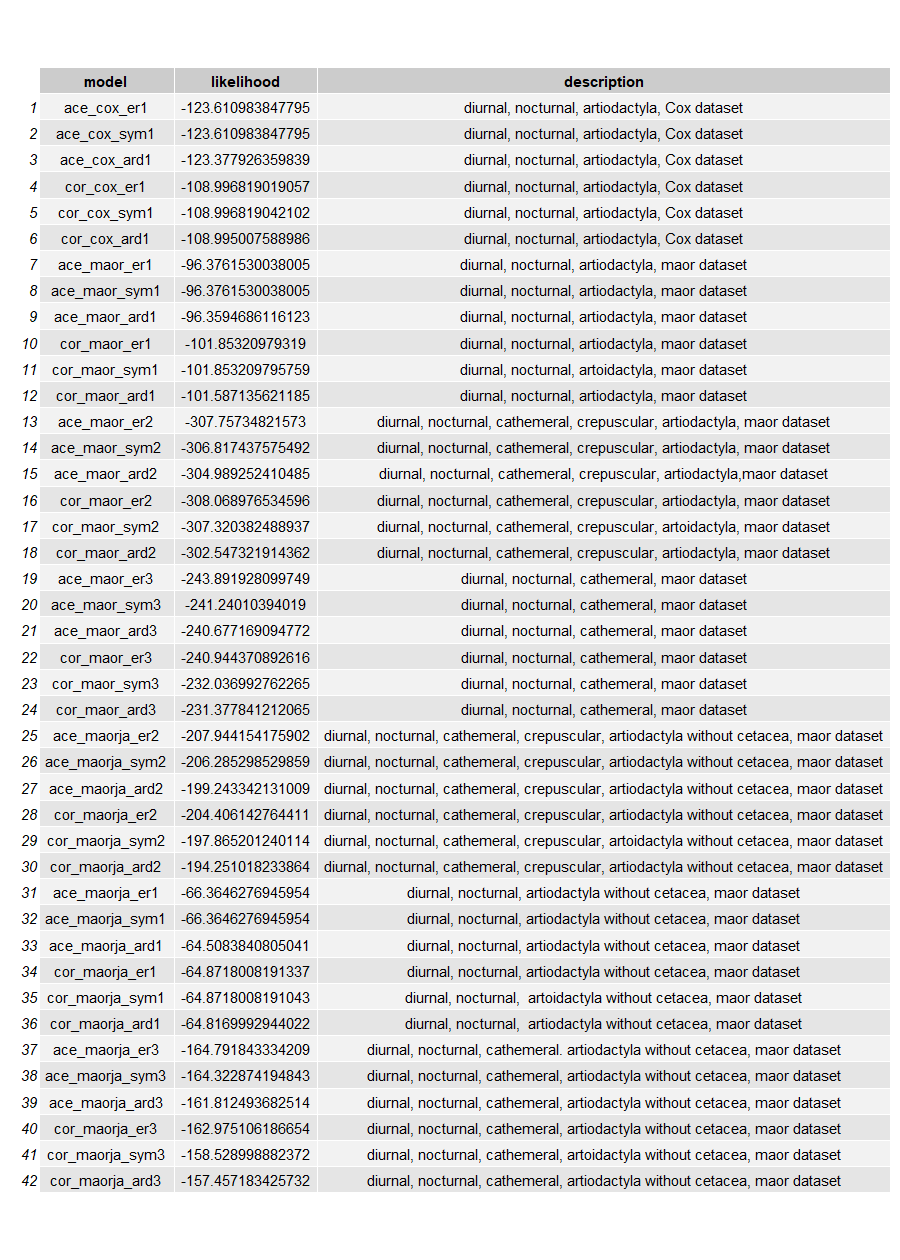 model likelihood description
1 ace_cox_er1 -123.610983847795 diurnal, nocturnal, artiodactyla, Cox dataset
2 ace_cox_sym1 -123.610983847795 diurnal, nocturnal, artiodactyla, Cox dataset
3 ace_cox_ard1 -123.377926359839 diurnal, nocturnal, artiodactyla, Cox dataset
4 cor_cox_er1 -108.996819019057 diurnal, nocturnal, artiodactyla, Cox dataset
5 cor_cox_sym1 -108.996819042102 diurnal, nocturnal, artiodactyla, Cox dataset
6 cor_cox_ard1 -108.995007588986 diurnal, nocturnal, artiodactyla, Cox dataset
7 ace_maor_er1 -96.3761530038005 diurnal, nocturnal, artiodactyla, maor dataset
8 ace_maor_sym1 -96.3761530038005 diurnal, nocturnal, artiodactyla, maor dataset
9 ace_maor_ard1 -96.3594686116123 diurnal, nocturnal, artiodactyla, maor dataset
10 cor_maor_er1 -101.85320979319 diurnal, nocturnal, artiodactyla, maor dataset
11 cor_maor_sym1 -101.853209795759 diurnal, nocturnal, artoidactyla, maor dataset
12 cor_maor_ard1 -101.587135621185 diurnal, nocturnal, artiodactyla, maor dataset
13 ace_maor_er2 -307.75734821573 diurnal, nocturnal, cathemeral, crepuscular, artiodactyla, maor dataset
14 ace_maor_sym2 -306.817437575492 diurnal, nocturnal, cathemeral, crepuscular, artiodactyla, maor dataset
15 ace_maor_ard2 -304.989252410485 diurnal, nocturnal, cathemeral, crepuscular, artiodactyla,maor dataset
16 cor_maor_er2 -308.068976534596 diurnal, nocturnal, cathemeral, crepuscular, artiodactyla, maor dataset
17 cor_maor_sym2 -307.320382488937 diurnal, nocturnal, cathemeral, crepuscular, artoidactyla, maor dataset
18 cor_maor_ard2 -302.547321914362 diurnal, nocturnal, cathemeral, crepuscular, artiodactyla, maor dataset
19 ace_maor_er3 -243.891928099749 diurnal, nocturnal, cathemeral, maor dataset
20 ace_maor_sym3 -241.24010394019 diurnal, nocturnal, cathemeral, maor dataset
21 ace_maor_ard3 -240.677169094772 diurnal, nocturnal, cathemeral, maor dataset
22 cor_maor_er3 -240.944370892616 diurnal, nocturnal, cathemeral, maor dataset
23 cor_maor_sym3 -232.036992762265 diurnal, nocturnal, cathemeral, maor dataset
24 cor_maor_ard3 -231.377841212065 diurnal, nocturnal, cathemeral, maor dataset
25 ace_maorja_er2 -207.944154175902 diurnal, nocturnal, cathemeral, crepuscular, artiodactyla without cetacea, maor dataset
26 ace_maorja_sym2 -206.285298529859 diurnal, nocturnal, cathemeral, crepuscular, artiodactyla without cetacea, maor dataset
27 ace_maorja_ard2 -199.243342131009 diurnal, nocturnal, cathemeral, crepuscular, artiodactyla without cetacea, maor dataset
28 cor_maorja_er2 -204.406142764411 diurnal, nocturnal, cathemeral, crepuscular, artiodactyla without cetacea, maor dataset
29 cor_maorja_sym2 -197.865201240114 diurnal, nocturnal, cathemeral, crepuscular, artoidactyla without cetacea, maor dataset
30 cor_maorja_ard2 -194.251018233864 diurnal, nocturnal, cathemeral, crepuscular, artiodactyla without cetacea, maor dataset
31 ace_maorja_er1 -66.3646276945954 diurnal, nocturnal, artiodactyla without cetacea, maor dataset
32 ace_maorja_sym1 -66.3646276945954 diurnal, nocturnal, artiodactyla without cetacea, maor dataset
33 ace_maorja_ard1 -64.5083840805041 diurnal, nocturnal, artiodactyla without cetacea, maor dataset
34 cor_maorja_er1 -64.8718008191337 diurnal, nocturnal, artiodactyla without cetacea, maor dataset
35 cor_maorja_sym1 -64.8718008191043 diurnal, nocturnal,  artoidactyla without cetacea, maor dataset
36 cor_maorja_ard1 -64.8169992944022 diurnal, nocturnal,  artiodactyla without cetacea, maor dataset
37 ace_maorja_er3 -164.791843334209 diurnal, nocturnal, cathemeral. artiodactyla without cetacea, maor dataset
38 ace_maorja_sym3 -164.322874194843 diurnal, nocturnal, cathemeral, artiodactyla without cetacea, maor dataset
39 ace_maorja_ard3 -161.812493682514 diurnal, nocturnal, cathemeral, artiodactyla without cetacea, maor dataset
40 cor_maorja_er3 -162.975106186654 diurnal, nocturnal, cathemeral, artiodactyla without cetacea, maor dataset
41 cor_maorja_sym3 -158.528998882372 diurnal, nocturnal, cathemeral, artoidactyla without cetacea, maor dataset
42 cor_maorja_ard3 -157.457183425732 diurnal, nocturnal, cathemeral, artiodactyla without cetacea, maor dataset